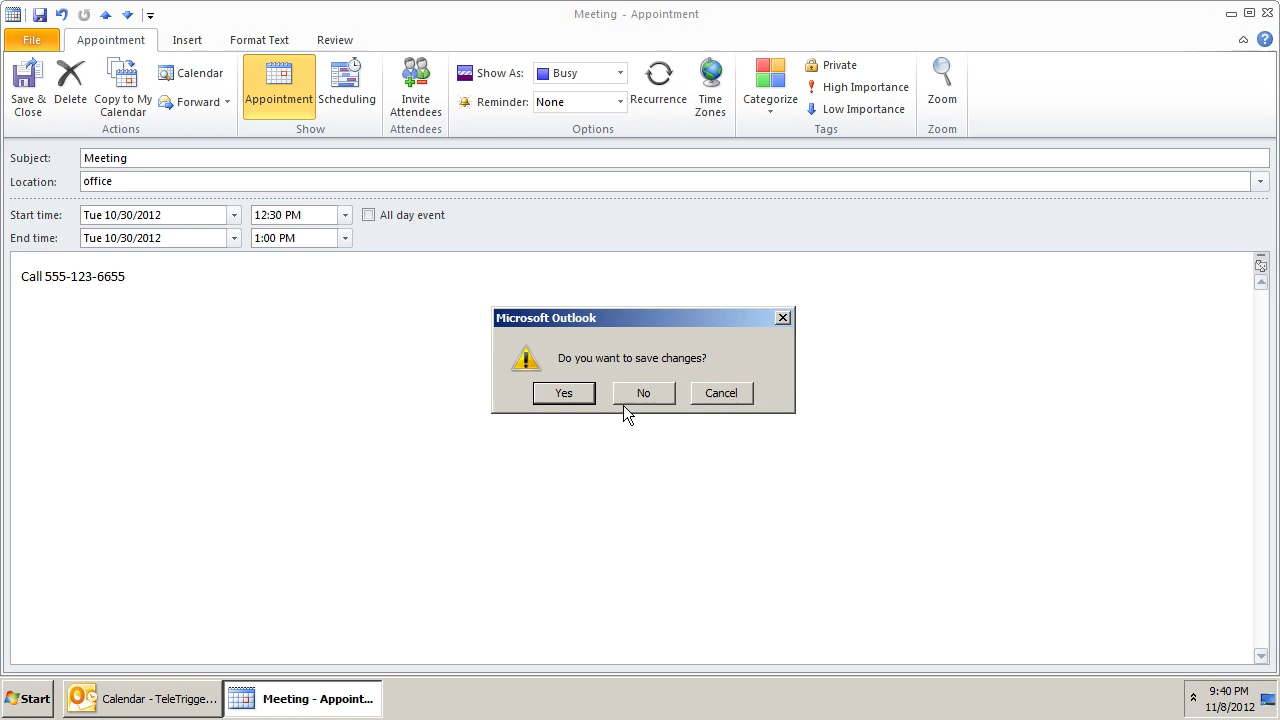 Meeting - Appointment
File Appointment Insert Format Text Review
Save & Close
Delete
Copy to My Calendar
Calendar
Forward
Actions
Appointment
Scheduling
Show
Invite Attendees
Attendees
Show As: Busy
Reminder: None
Recurrence
Time Zones
Options
Categorize
Private
High Importance
Low Importance
Tags
Zoom
Zoom
Subject: Meeting
Location: office
Start time: Tue 10/30/2012 12:30 PM All day event
End time: Tue 10/30/2012 1:00 PM
Call 555-123-6655
Microsoft Outlook
Do you want to save changes?
Yes No Cancel
Start Calendar - TeleTrigge... Meeting - Appoint... 9:40 PM
11/8/2012